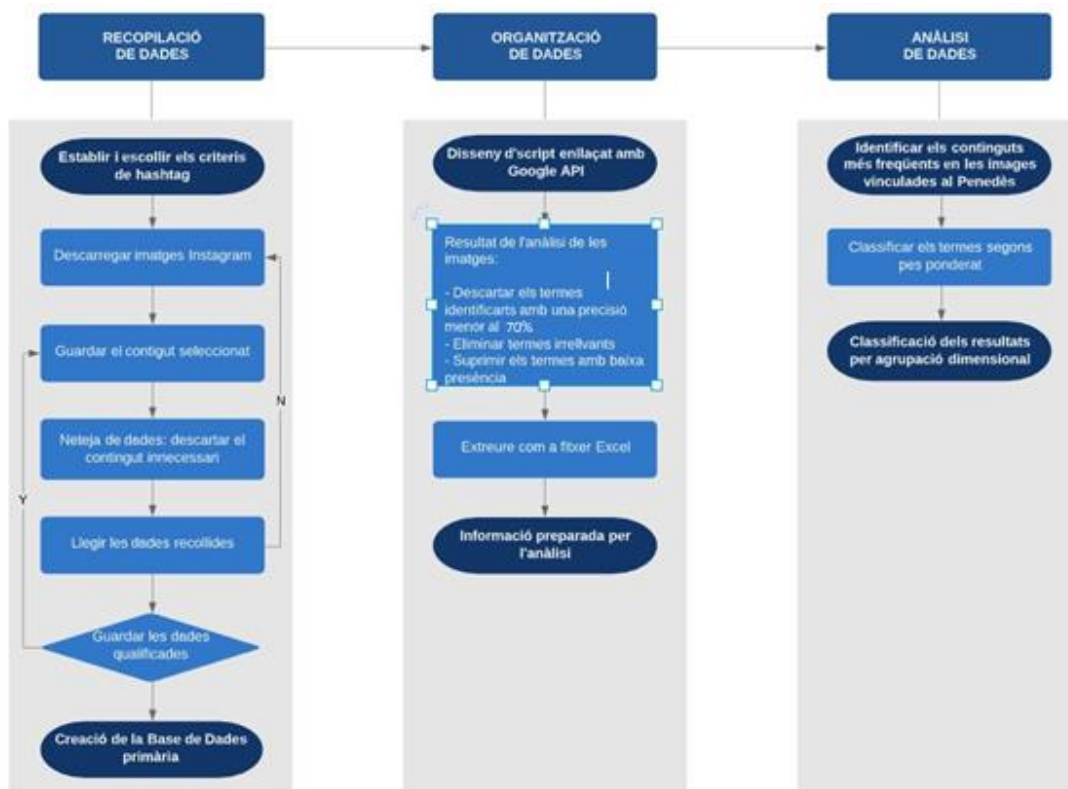 RECOPILACIÓ
DE DADES
ORGANITZACIÓ
DE DADES
ANÀLISI
DE DADES
Establir i escollir els criteris
de hashtag
Descarregar imatges Instagram
Guardar el contigut seleccionat
N
Neteja de dades: descartar el
contingut innecessari
Y
Llegir les dades recollides
Guardar les dades
qualificades
Creació de la Base de Dades
primària
Disseny d'script enllaçat amb
Google API
Resultat de l'anàlisi de les
imatges:
- Descartar els termes
identificarts amb una precisió
menor al 70%
- Eliminar termes irrellvants
- Suprimir els termes amb baixa
presència
Extreure com a fitxer Excel
Informació preparada per
l'anàlisi
Identificar els continguts
més freqüents en les images
vinculades al Penedès
Classificar els termes segons
pes ponderat
Classificació dels resultats
per agrupació dimensional